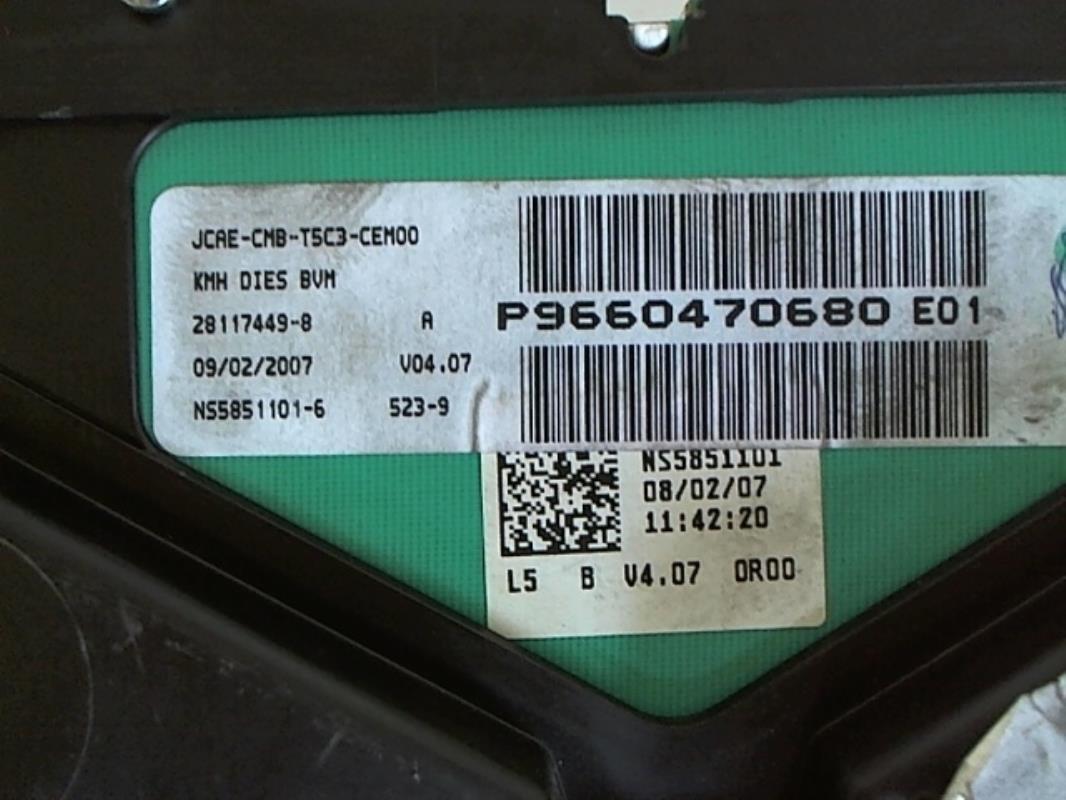 JCAE-CMB-T5C3-CEM00
KMH DIES BVM
28117449-8 A
09/02/2007 V04.07
NS5851101-6 523-9
P9660470680 E01
NS5851101
08/02/07
11:42:20
L5 B V4.07 0R00